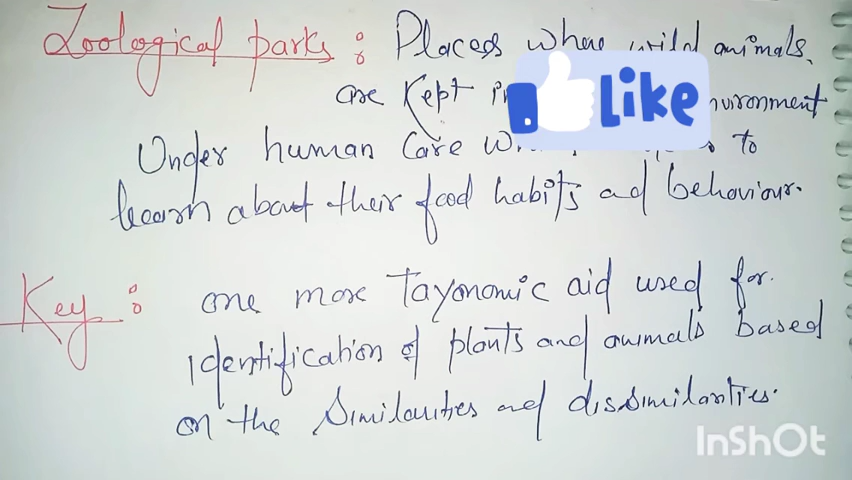 Zoological parks : Places where wild animals,
are Kept in
Like
nvironment
Under human care w to
learn about their food habits and behaviour.
Key : one more Tayonomic aid used for
identification of plants and animals based
on the similarities and dissimilarities.
InShOt